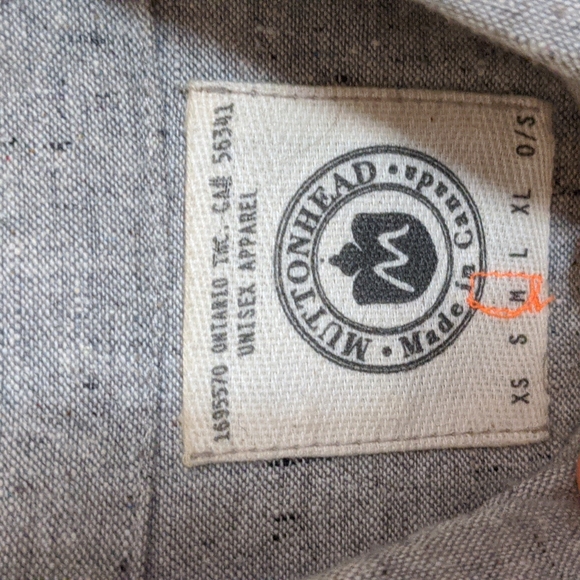 1695570 ONTARIO INC. CA# 56341
UNISEX APPAREL
MUTTONHEAD • Made in Canada •
M
XS S M L XL O/S